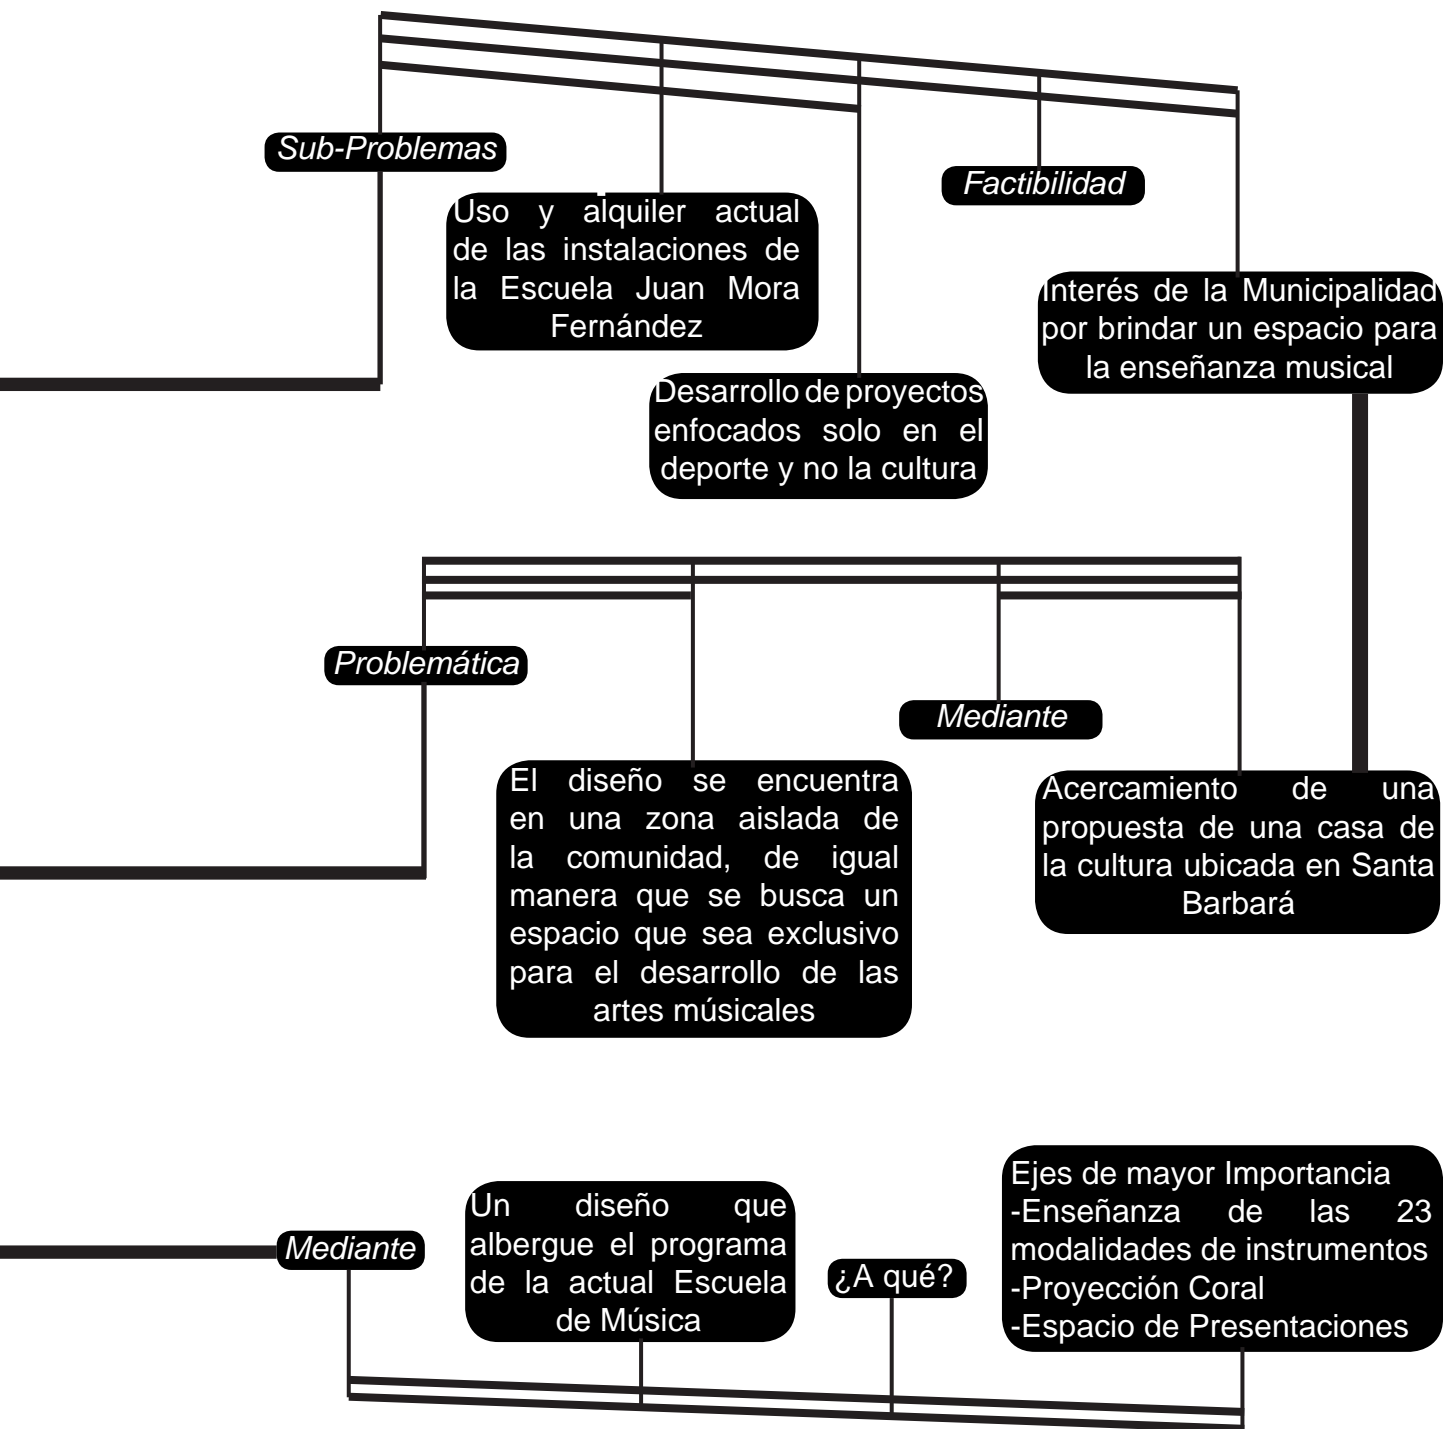 Sub-Problemas
Uso y alquiler actual
de las instalaciones de
la Escuela Juan Mora
Fernández
Desarrollo de proyectos
enfocados solo en el
deporte y no la cultura
Factibilidad
Interés de la Municipalidad
por brindar un espacio para
la enseñanza musical
Problemática
El diseño se encuentra
en una zona aislada de
la comunidad, de igual
manera que se busca un
espacio que sea exclusivo
para el desarrollo de las
artes músicales
Mediante
Acercamiento de una
propuesta de una casa de
la cultura ubicada en Santa
Barbará
Mediante
Un diseño que
albergue el programa
de la actual Escuela
de Música
¿A qué?
Ejes de mayor Importancia
-Enseñanza de las 23
modalidades de instrumentos
-Proyección Coral
-Espacio de Presentaciones